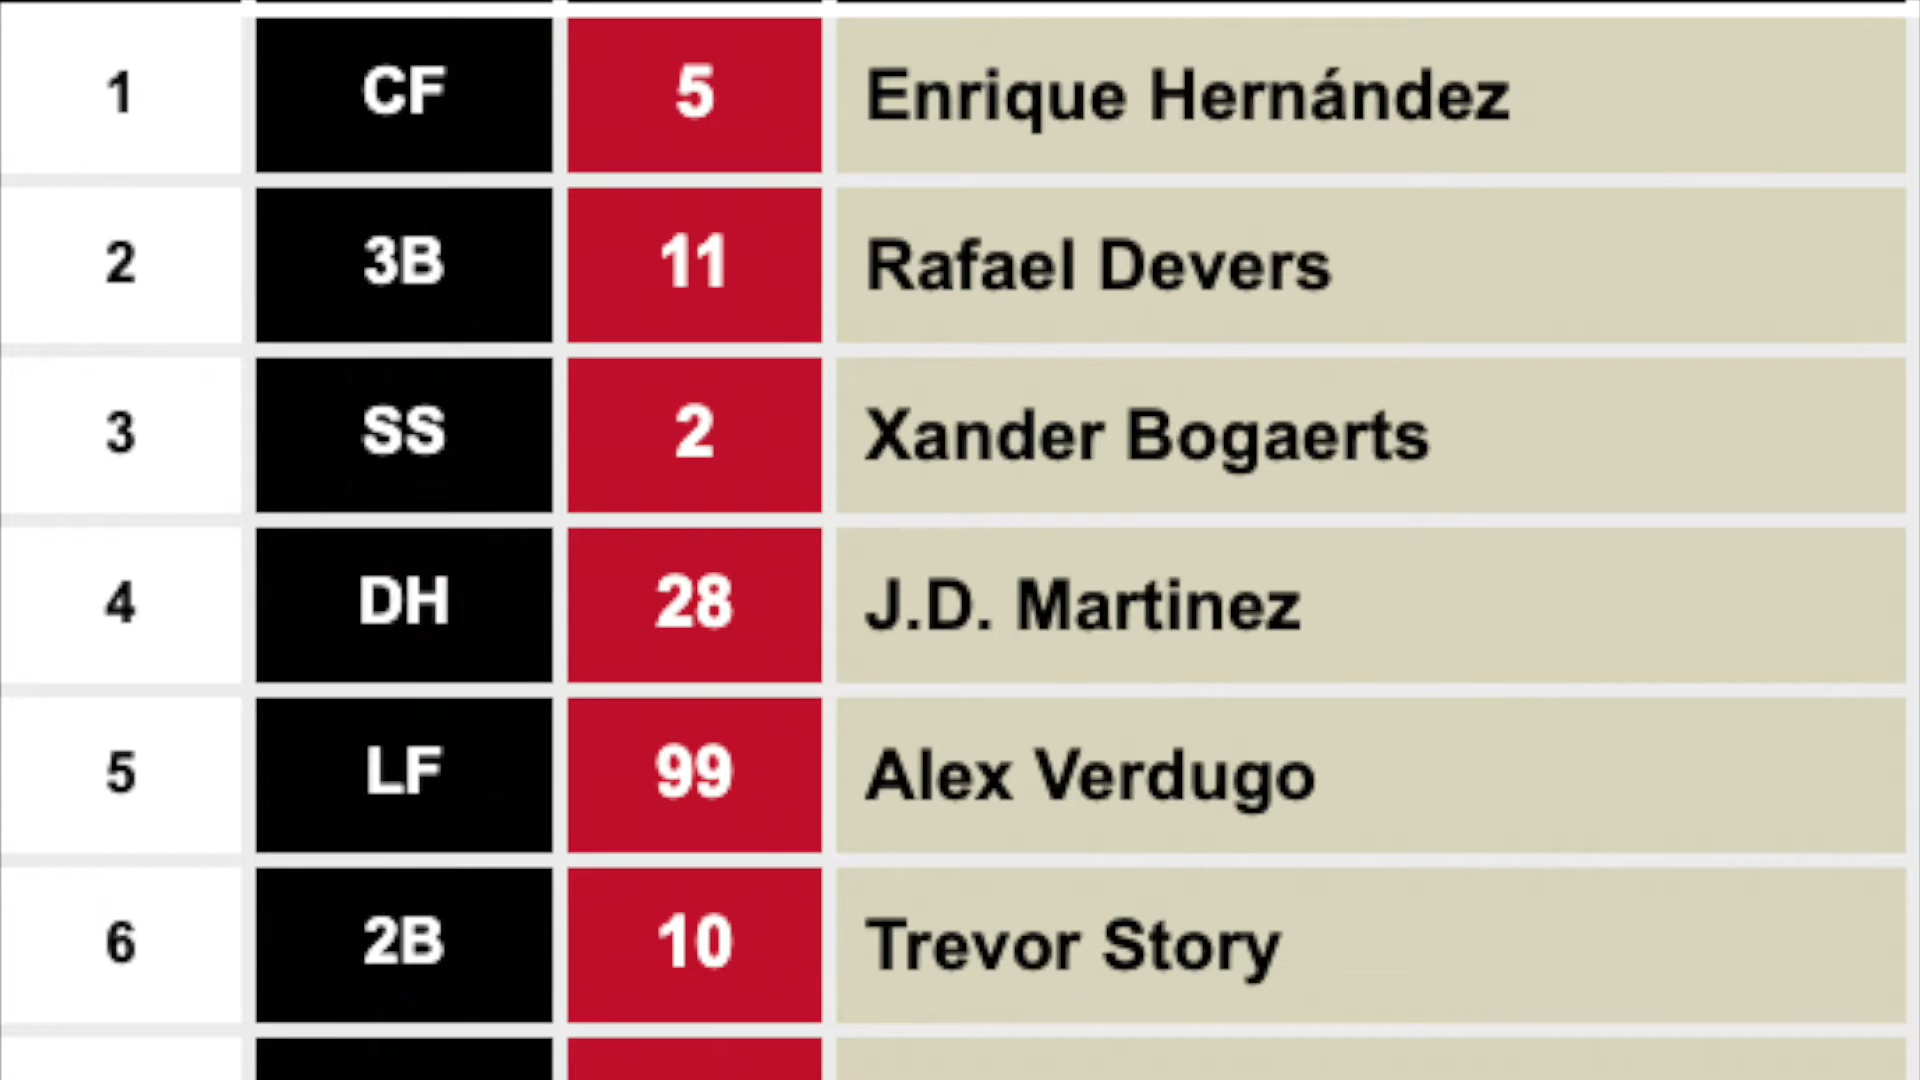 1 CF 5 Enrique Hernández
2 3B 11 Rafael Devers
3 SS 2 Xander Bogaerts
4 DH 28 J.D. Martinez
5 LF 99 Alex Verdugo
6 2B 10 Trevor Story